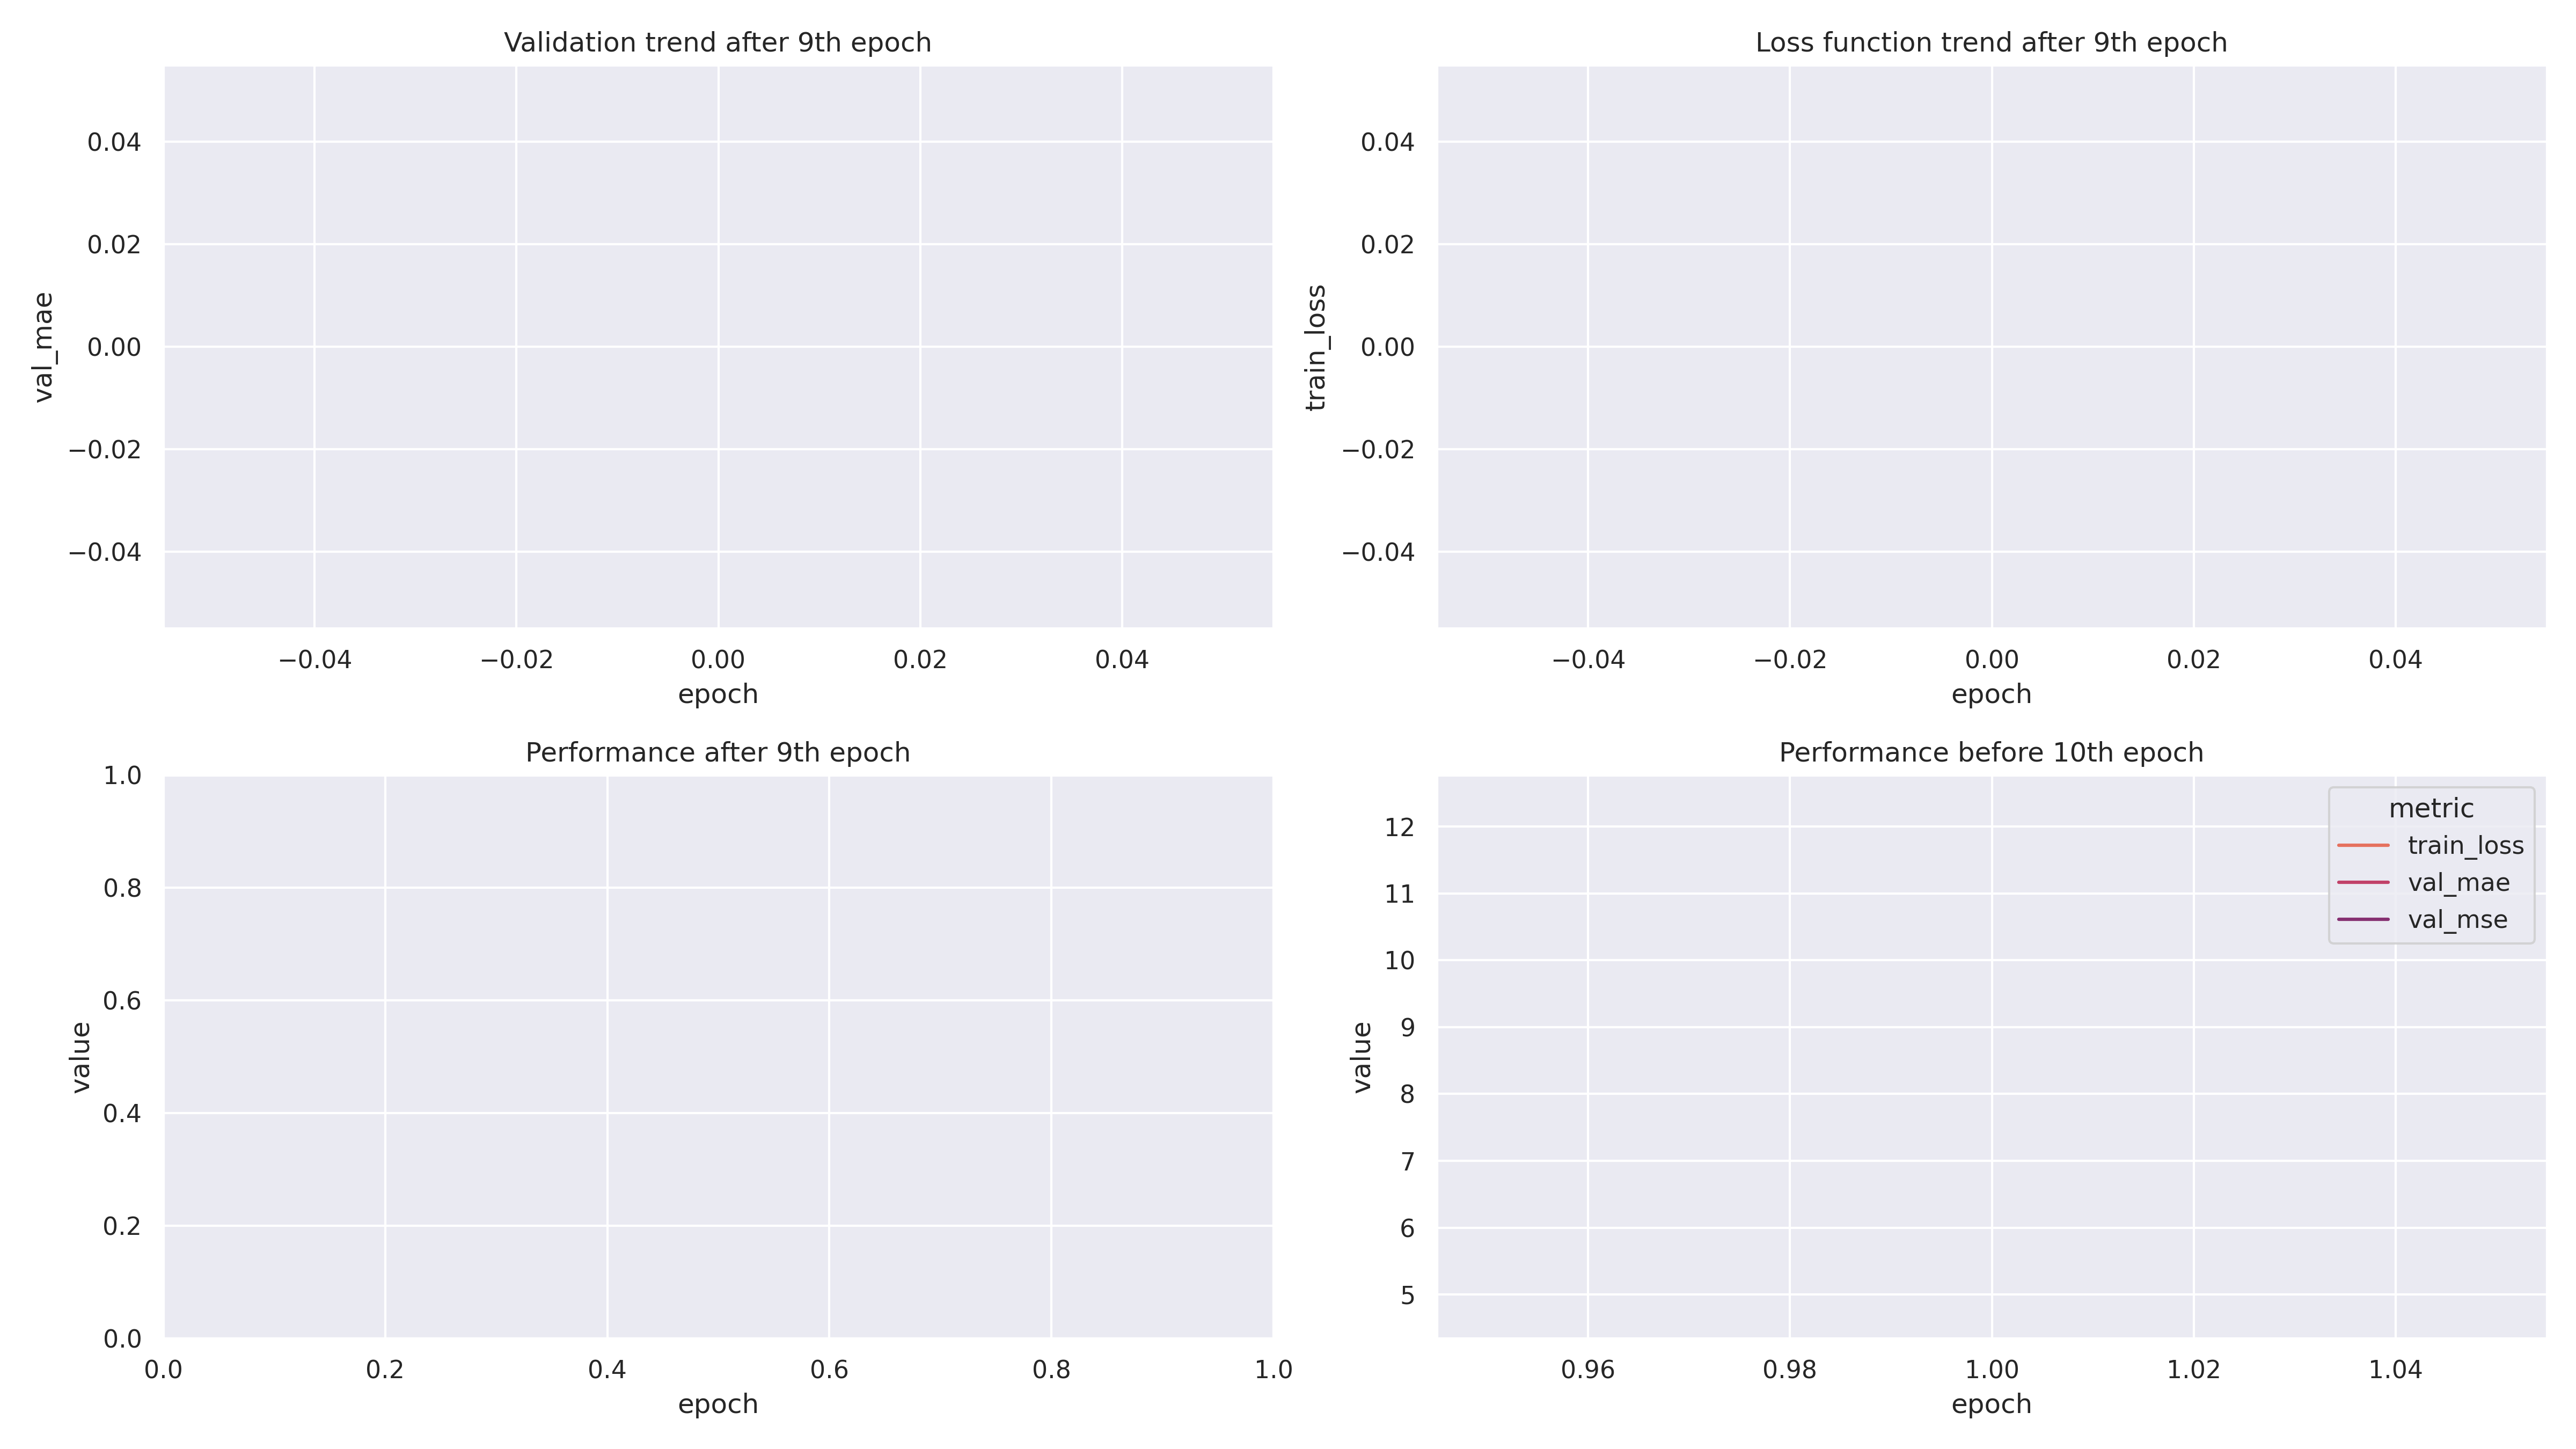 Validation trend after 9th epoch
val_mae
0.04
0.02
0.00
−0.02
−0.04
−0.04 −0.02 0.00 0.02 0.04
epoch
Loss function trend after 9th epoch
train_loss
0.04
0.02
0.00
−0.02
−0.04
−0.04 −0.02 0.00 0.02 0.04
epoch
Performance after 9th epoch
value
1.0
0.8
0.6
0.4
0.2
0.0
0.0 0.2 0.4 0.6 0.8 1.0
epoch
Performance before 10th epoch
value
12
11
10
9
8
7
6
5
0.96 0.98 1.00 1.02 1.04
epoch
metric
train_loss
val_mae
val_mse